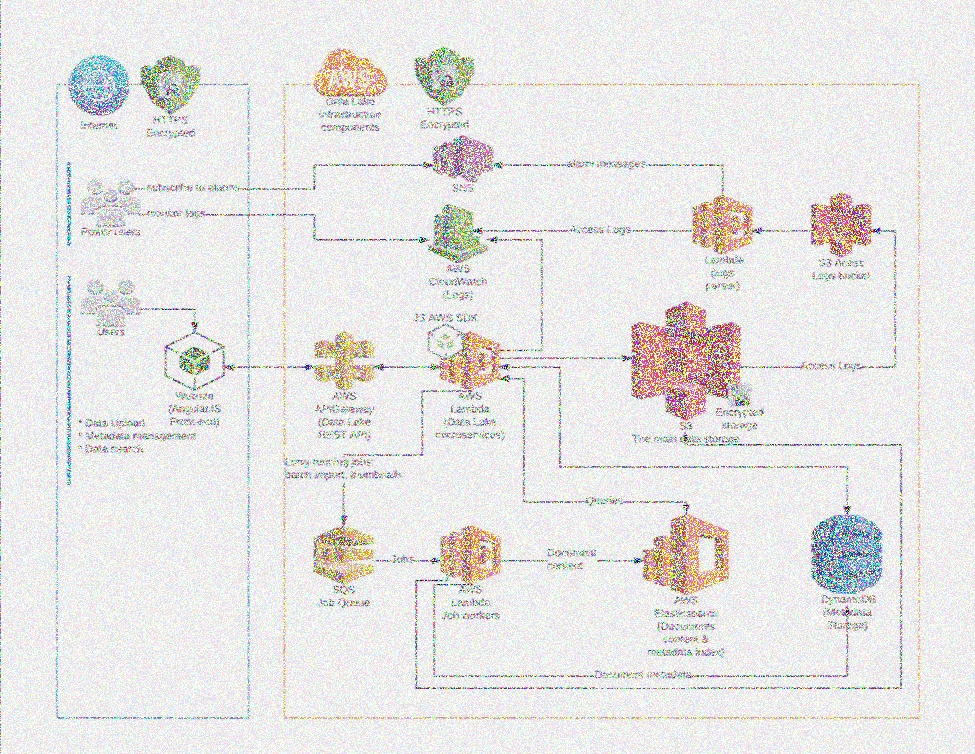 Internet
HTTPS
Encrypted
AWS
Data Lake
infrastructure
components
HTTPS
Encrypted
SNS
alarm messages
subscribe to alarms
monitor logs
Power users
AWS
CloudWatch
(Logs)
Access Logs
Lambda
(logs
parser)
S3 Access
Logs bucket
Users
JS AWS SDK
Website
(AngularJS
Frontend)
* Data Upload
* Metadata management
* Data search
AWS
APIGateway
(Data Lake
REST API)
AWS
Lambda
(Data Lake
microservices)
Access Logs
Encrypted
storage
S3
The main data storage
Long running jobs:
batch import, thumbnails
Queries
SQS
Job Queue
Jobs
AWS
Lambda
Job workers
Document
content
AWS
Elasticsearch
(Documents
content &
metadata index)
DynamoDB
(Metadata
Storage)
Document metadata